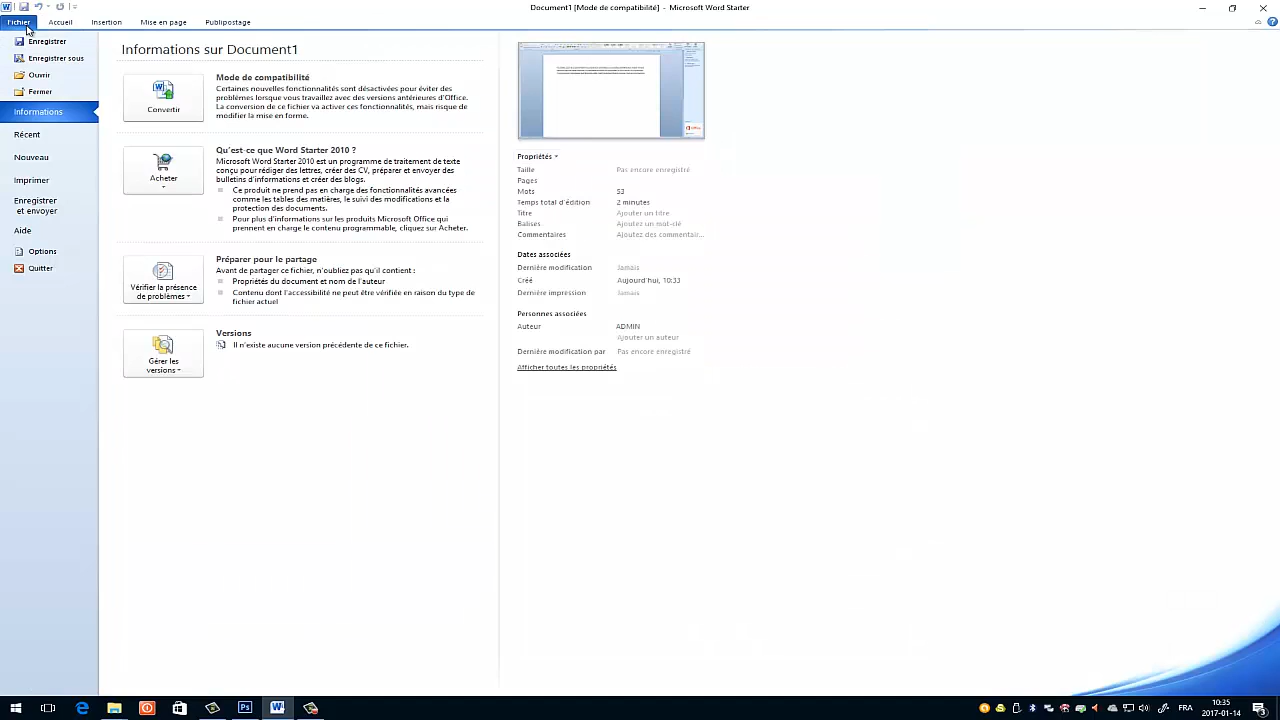 Document1 [Mode de compatibilité] - Microsoft Word Starter
Fichier Accueil Insertion Mise en page Publipostage
Enregistrer
Enregistrer sous
Ouvrir
Fermer
Informations
Récent
Nouveau
Imprimer
Enregistrer
et envoyer
Aide
Options
Quitter
Informations sur Document1
Convertir
Mode de compatibilité
Certaines nouvelles fonctionnalités sont désactivées pour éviter des
problèmes lorsque vous travaillez avec des versions antérieures d'Office.
La conversion de ce fichier va activer ces fonctionnalités, mais risque de
modifier la mise en forme.
Acheter
Qu'est-ce que Word Starter 2010 ?
Microsoft Word Starter 2010 est un programme de traitement de texte
conçu pour rédiger des lettres, créer des CV, préparer et envoyer des
bulletins d'informations et créer des blogs.
Ce produit ne prend pas en charge des fonctionnalités avancées
comme les tables des matières, le suivi des modifications et la
protection des documents.
Pour plus d'informations sur les produits Microsoft Office qui
prennent en charge le contenu programmable, cliquez sur Acheter.
Vérifier la présence
de problèmes
Préparer pour le partage
Avant de partager ce fichier, n'oubliez pas qu'il contient :
Propriétés du document et nom de l'auteur
Contenu dont l'accessibilité ne peut être vérifiée en raison du type de
fichier actuel
Gérer les
versions
Versions
Il n'existe aucune version précédente de ce fichier.
Propriétés
Taille Pas encore enregistré
Pages
Mots 53
Temps total d'édition 2 minutes
Titre Ajouter un titre
Balises Ajoutez un mot-clé
Commentaires Ajoutez des commentair...
Dates associées
Dernière modification Jamais
Créé Aujourd'hui, 10:33
Dernière impression Jamais
Personnes associées
Auteur ADMIN
Ajouter un auteur
Dernière modification par Pas encore enregistré
Afficher toutes les propriétés
FRA
10:35
2017-01-14